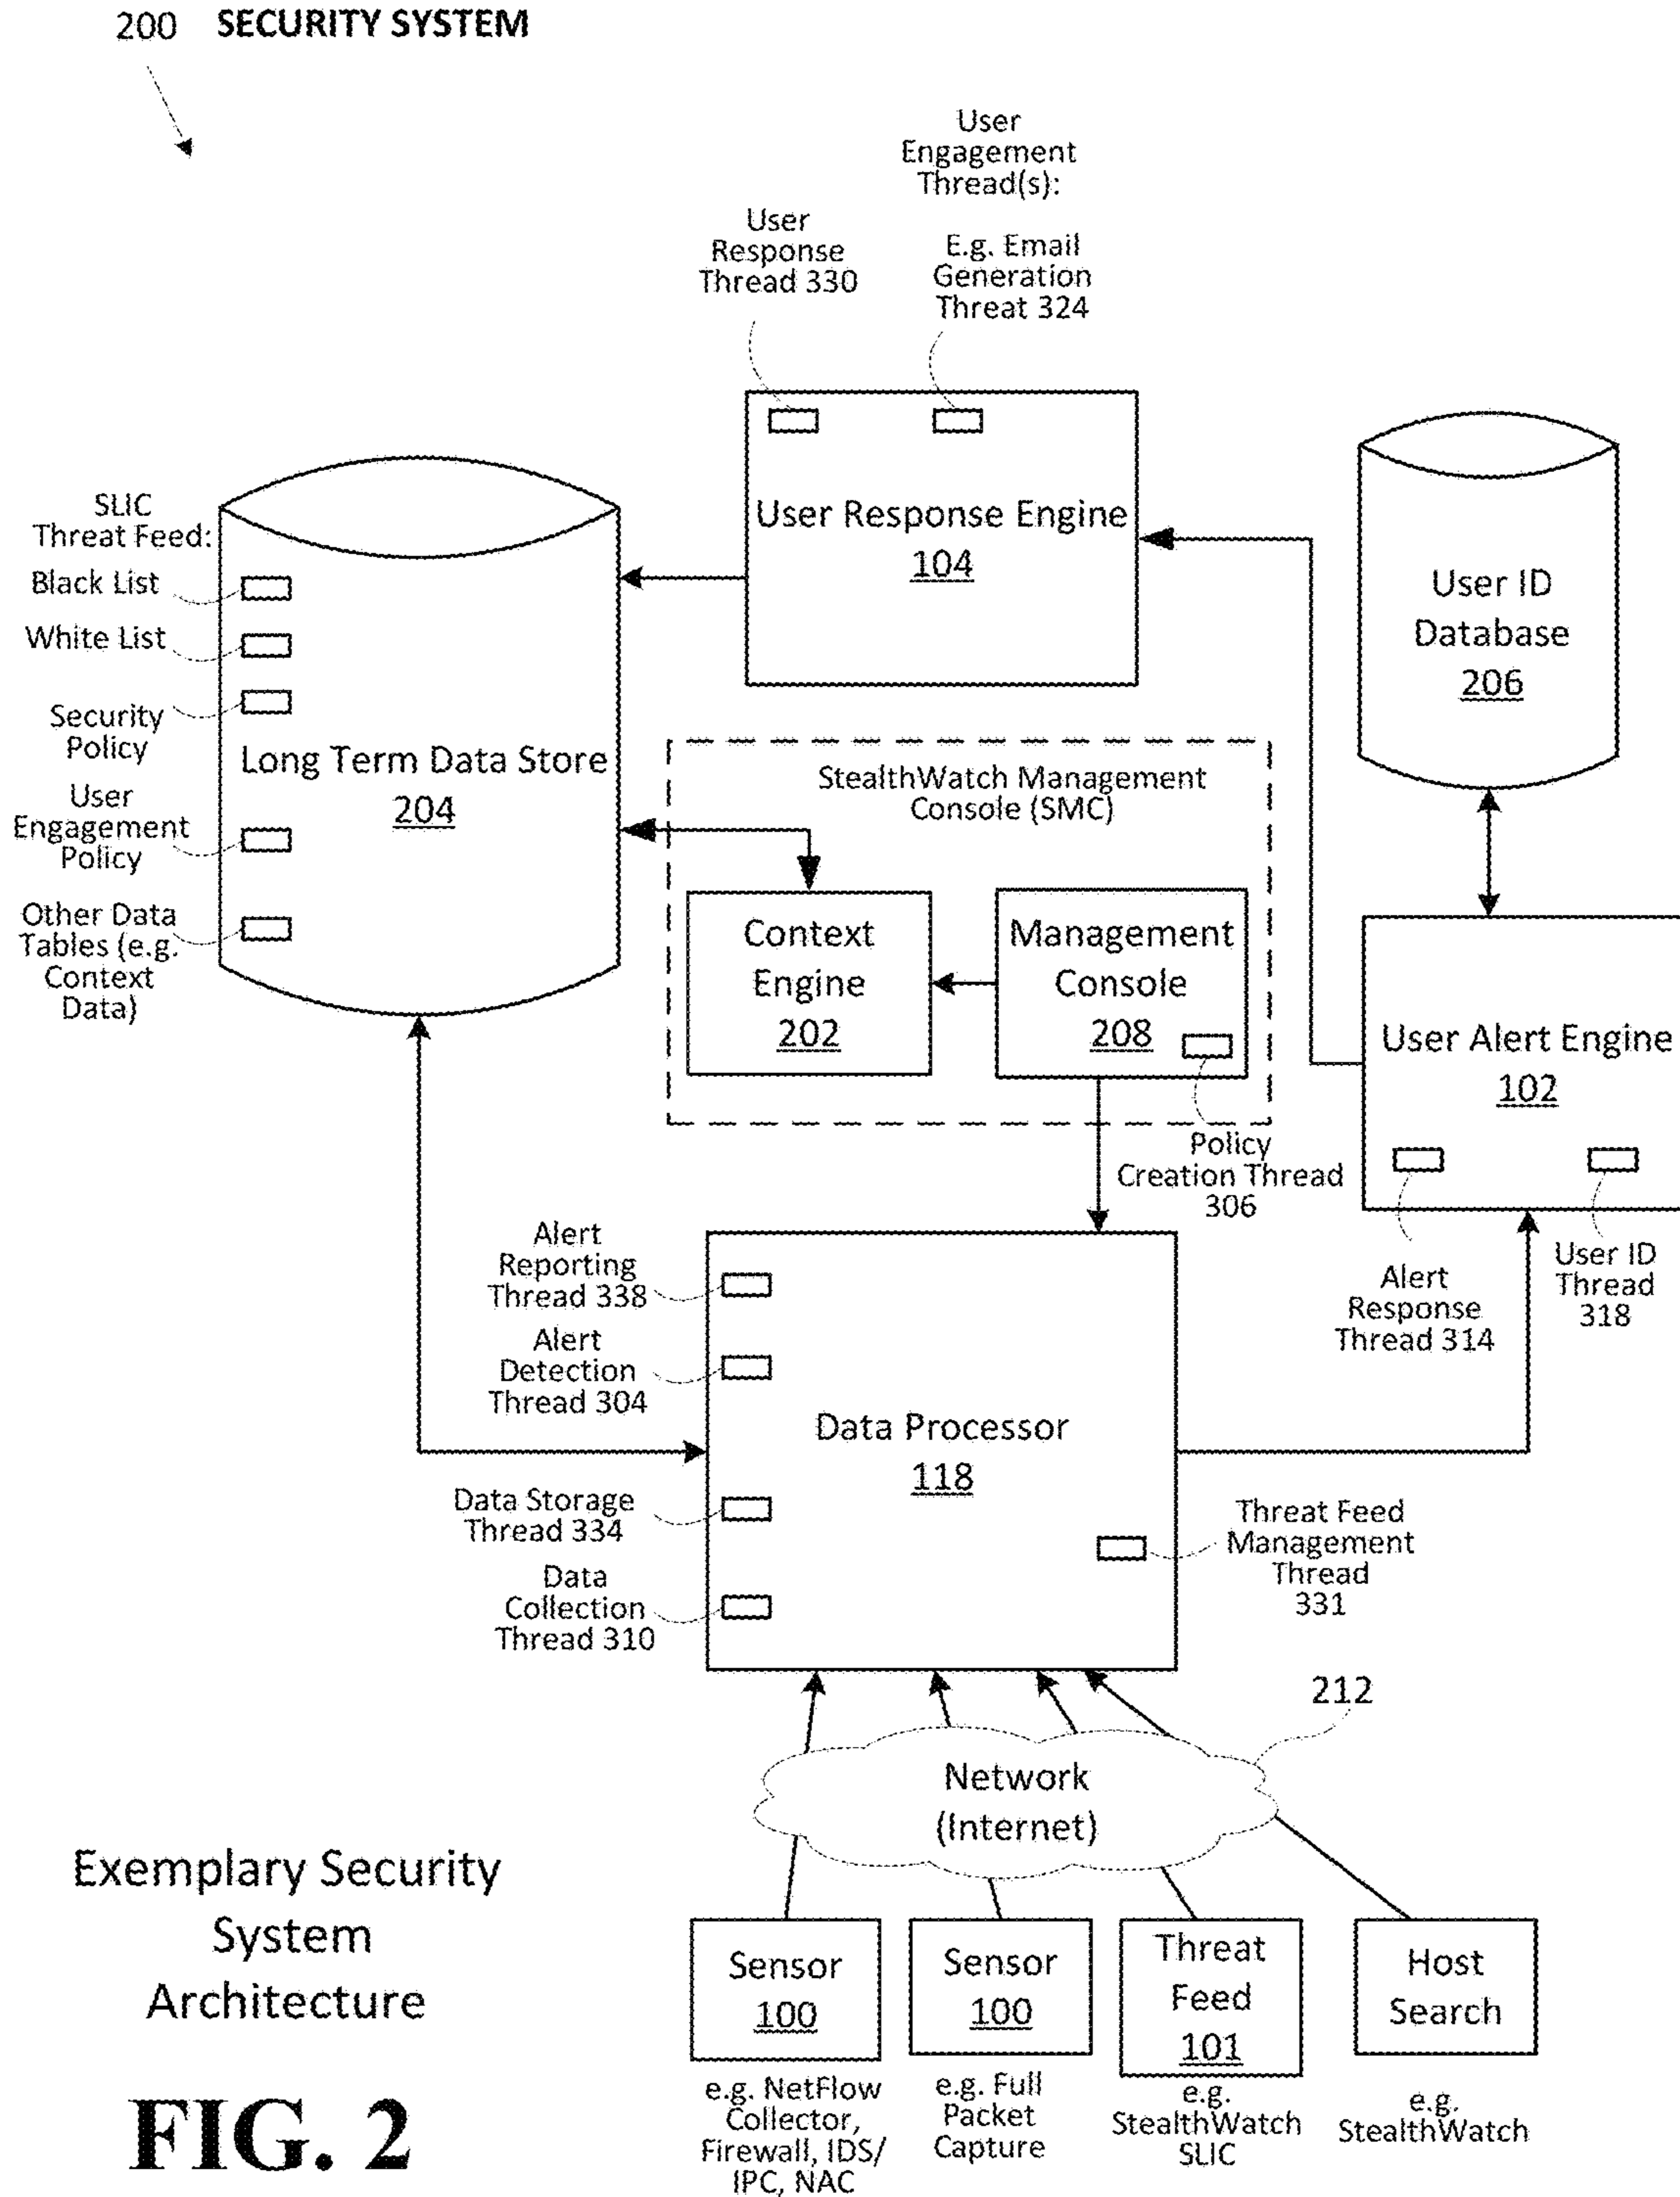 200 SECURITY SYSTEM
User
Engagement
Thread(s):
User
Response
Thread 330
E.g. Email
Generation
Threat 324
SLIC
Threat Feed:
Black List
White List
Security
Policy
User
Engagement
Policy
Other Data
Tables (e.g.
Context
Data)
Long Term Data Store
204
User Response Engine
104
User ID
Database
206
StealthWatch Management
Console (SMC)
Context
Engine
202
Management
Console
208
Policy
Creation Thread
306
User Alert Engine
102
Alert
Response
Thread 314
User ID
Thread
318
Alert
Reporting
Thread 338
Alert
Detection
Thread 304
Data Storage
Thread 334
Data
Collection
Thread 310
Data Processor
118
Threat Feed
Management
Thread
331
212
Network
(Internet)
Sensor
100
Sensor
100
Threat
Feed
101
Host
Search
e.g. NetFlow
Collector,
Firewall, IDS/
IPC, NAC
e.g. Full
Packet
Capture
e.g.
StealthWatch
SLIC
e.g.
StealthWatch
Exemplary Security
System
Architecture
FIG. 2